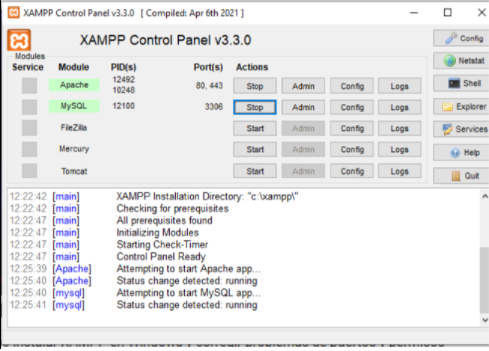 XAMPP Control Panel v3.3.0 [ Compiled: Apr 6th 2021 ]
XAMPP Control Panel v3.3.0
Config
Modules
Service Module PID(s) Port(s) Actions
Netstat
Apache 12492 10248 80, 443 Stop Admin Config Logs
Shell
MySQL 12100 3306 Stop Admin Config Logs
Explorer
FileZilla Start Admin Config Logs
Services
Mercury Start Admin Config Logs
Help
Tomcat Start Admin Config Logs
Quit
12:22:42 [main] XAMPP Installation Directory: "c:\xampp\"
12:22:42 [main] Checking for prerequisites
12:22:47 [main] All prerequisites found
12:22:47 [main] Initializing Modules
12:22:47 [main] Starting Check-Timer
12:22:47 [main] Control Panel Ready
12:25:39 [Apache] Attempting to start Apache app...
12:25:40 [Apache] Status change detected: running
12:25:40 [mysql] Attempting to start MySQL app...
12:25:41 [mysql] Status change detected: running